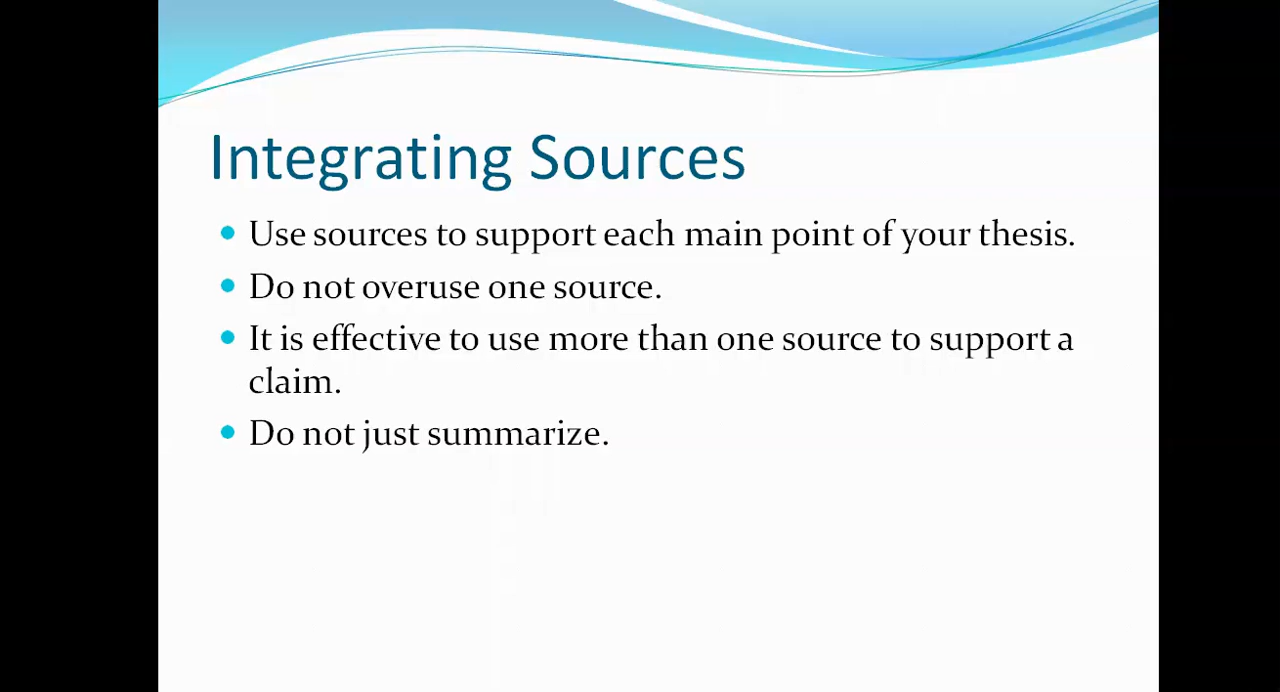 Integrating Sources
Use sources to support each main point of your thesis.
Do not overuse one source.
It is effective to use more than one source to support a
claim.
Do not just summarize.